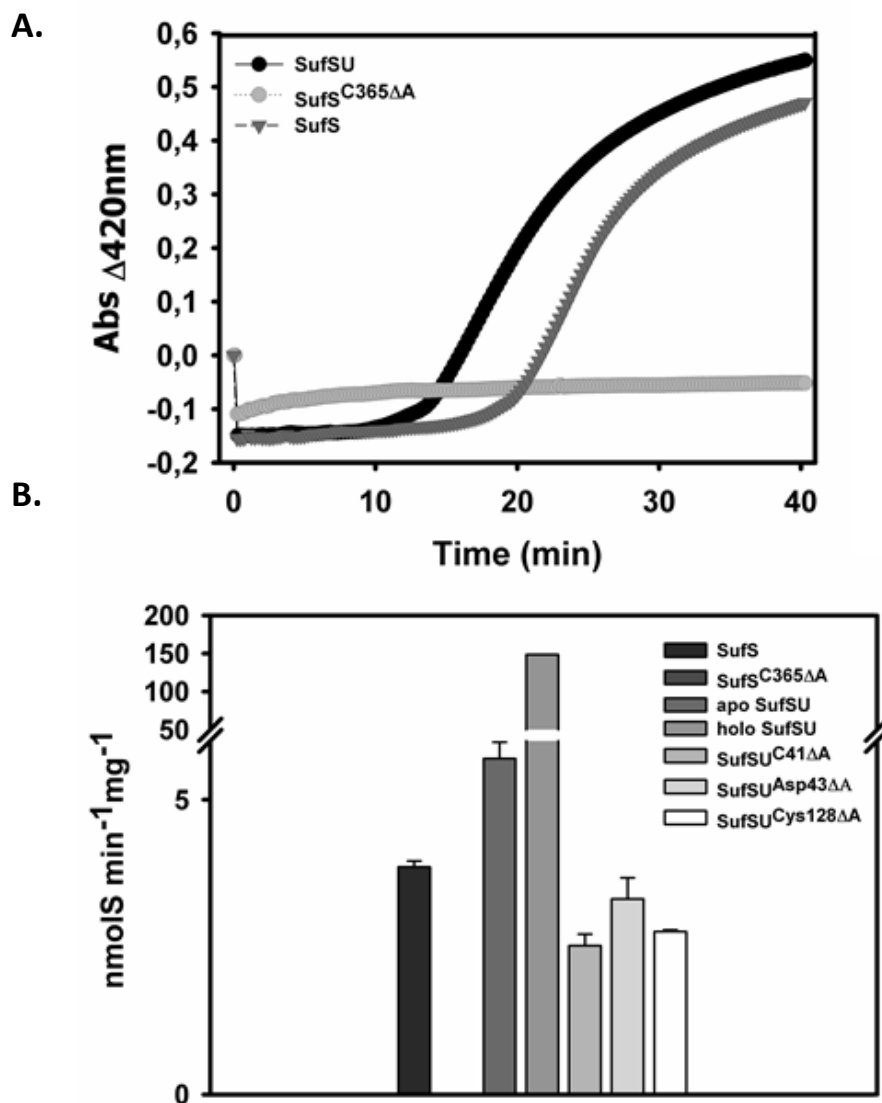 A.
0,6
0,5
0,4
0,3
0,2
0,1
0,0
-0,1
-0,2
Abs Δ420nm
SufSU
SufS^C365ΔA
SufS
0 10 20 30 40
Time (min)
B.
200
150
100
50
5
0
nmolS min-1mg-1
SufS
SufS^C365ΔA
apo SufSU
holo SufSU
SufSU^C41ΔA
SufSU^Asp43ΔA
SufSU^Cys128ΔA